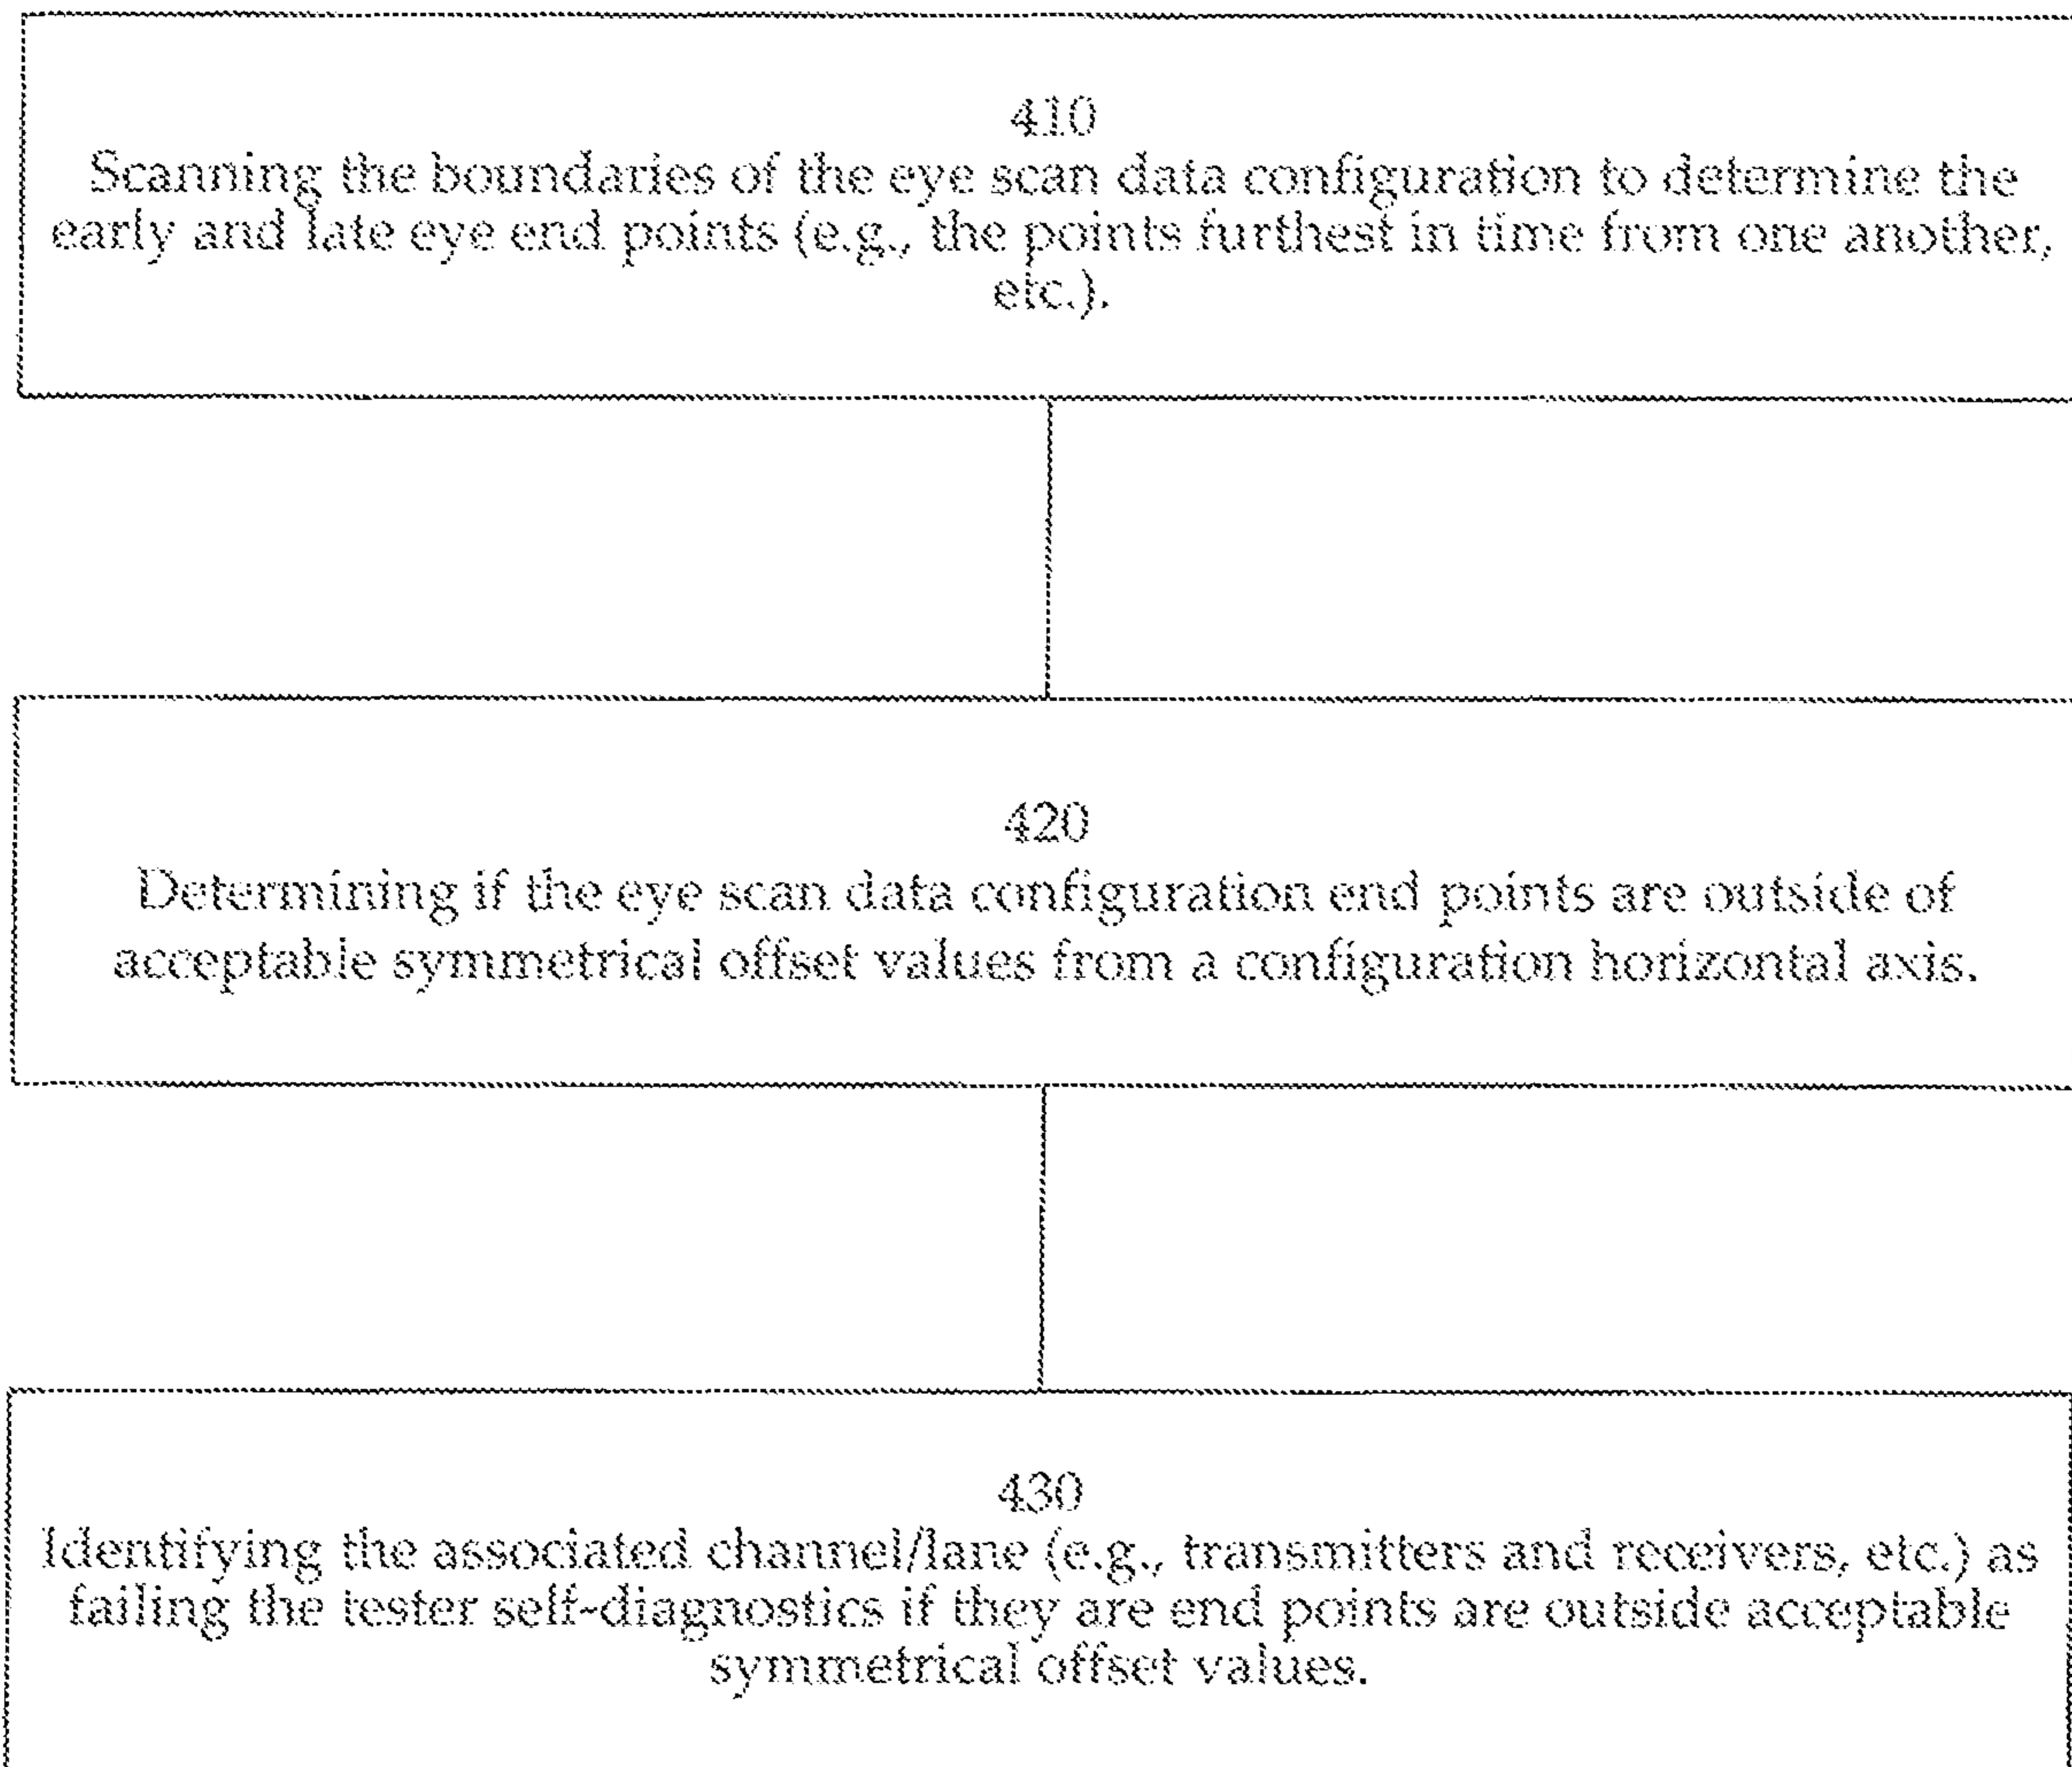 410
Scanning the boundaries of the eye scan data configuration to determine the
early and late eye end points (e.g., the points furthest in time from one another,
etc.).
420
Determining if the eye scan data configuration end points are outside of
acceptable symmetrical offset values from a configuration horizontal axis.
430
Identifying the associated channel/lane (e.g., transmitters and receivers, etc.) as
failing the tester self-diagnostics if they are end points are outside acceptable
symmetrical offset values.